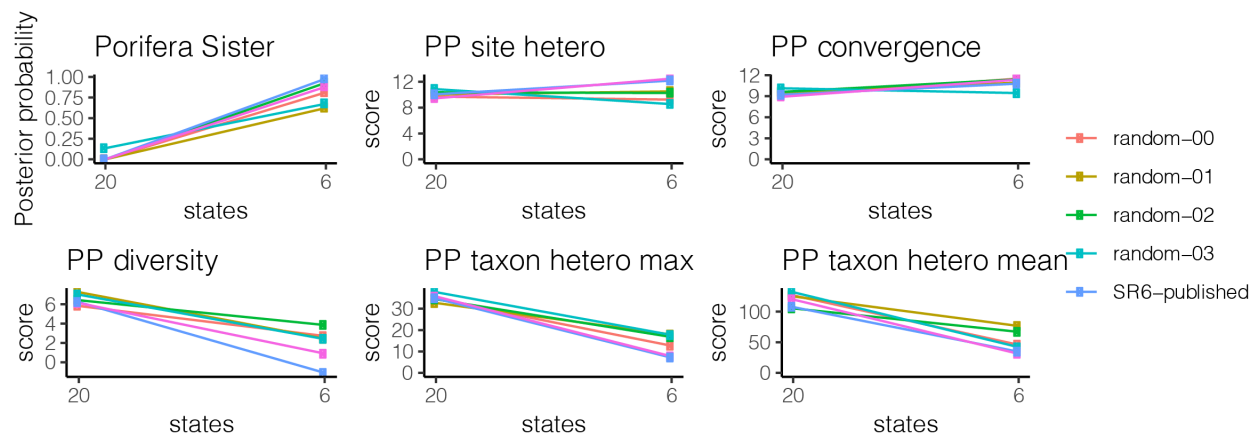 Porifera Sister
Posterior probability
1.00
0.75
0.50
0.25
0.00
20
6
states
PP site hetero
score
12
8
4
0
20
6
states
PP convergence
score
12
9
6
3
0
20
6
states
PP diversity
score
6
4
2
0
20
6
states
PP taxon hetero max
score
30
20
10
0
20
6
states
PP taxon hetero mean
score
100
50
0
20
6
states
random−00
random−01
random−02
random−03
SR6−published